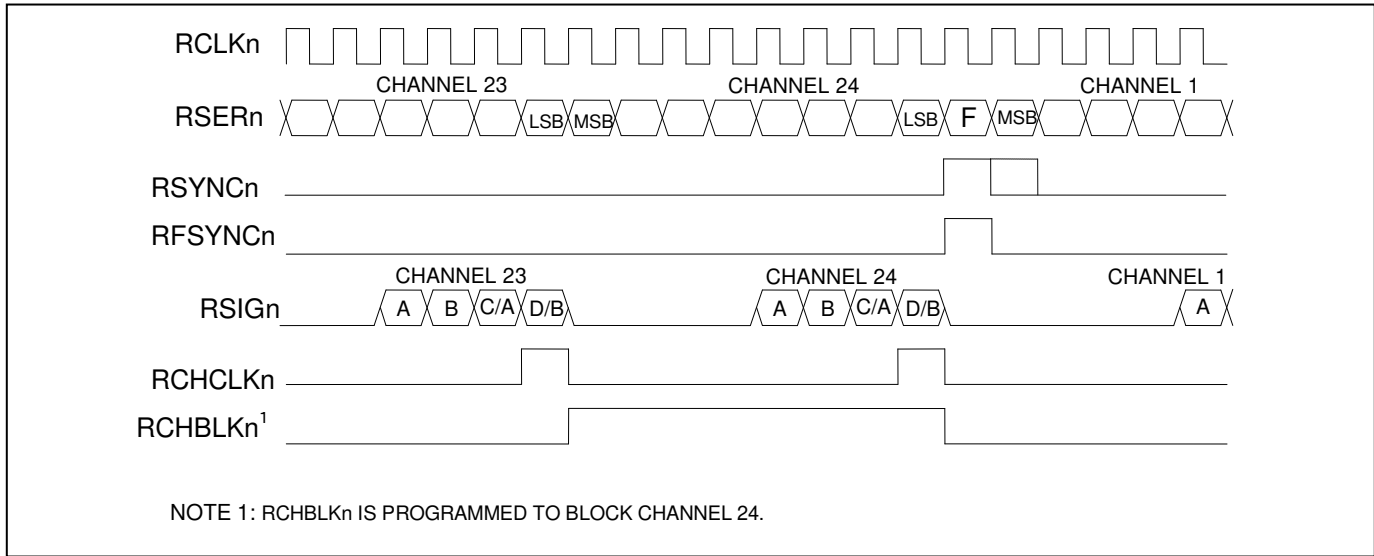 RCLKn
CHANNEL 23 CHANNEL 24 CHANNEL 1
RSERn LSB MSB LSB F MSB
RSYNCn
RFSYNCn
CHANNEL 23 CHANNEL 24 CHANNEL 1
RSIGn A B C/A D/B A B C/A D/B A
RCHCLKn
RCHBLKn¹
NOTE 1: RCHBLKn IS PROGRAMMED TO BLOCK CHANNEL 24.